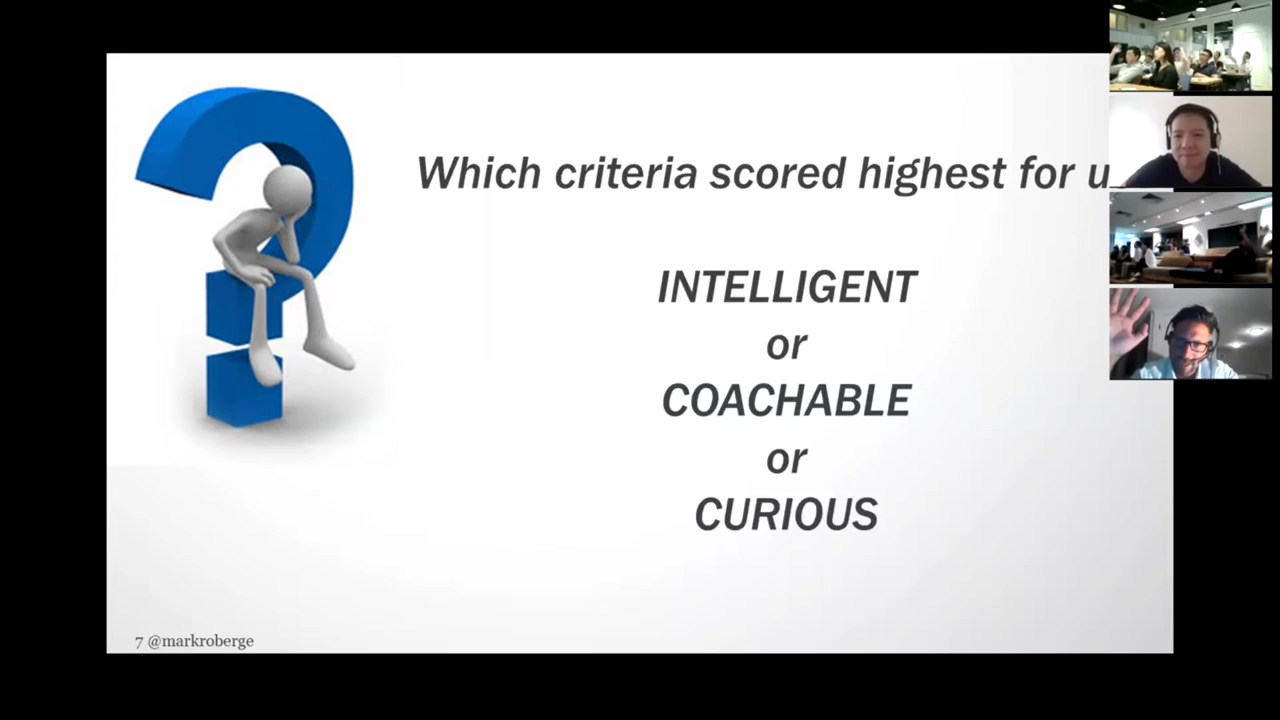 Which criteria scored highest for u
INTELLIGENT
or
COACHABLE
or
CURIOUS
7 @markroberge